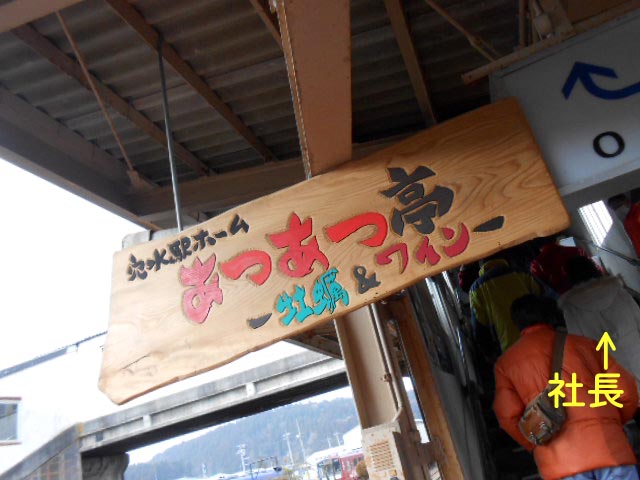 穴水駅ホーム
あつあつ亭
ー牡蠣&ワインー
社長